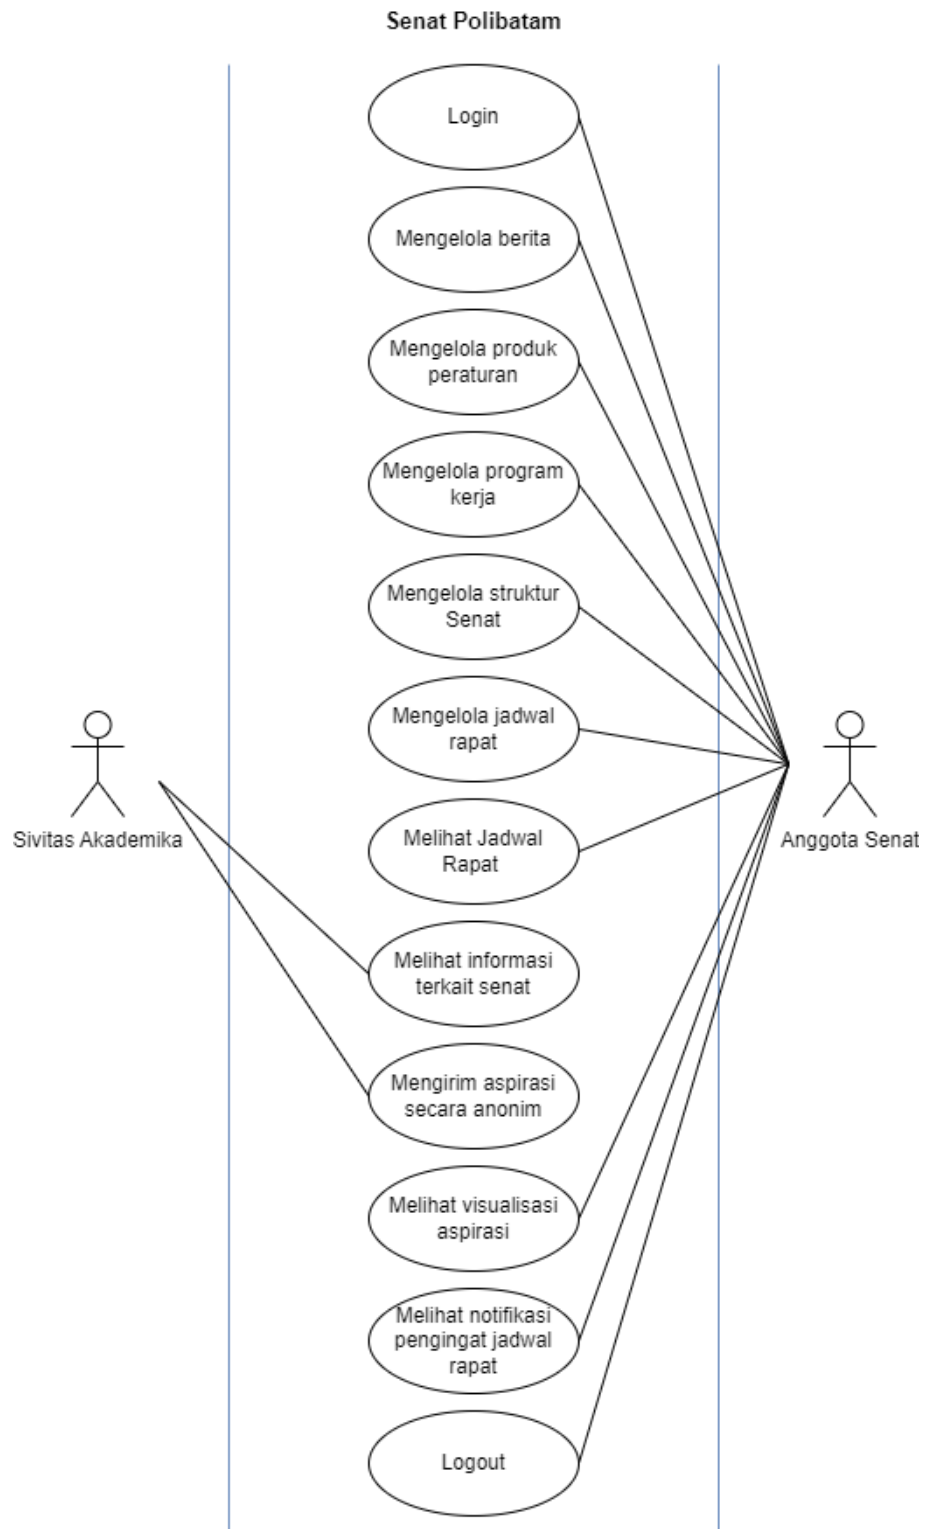 Senat Polibatam
Login
Mengelola berita
Mengelola produk
peraturan
Mengelola program
kerja
Mengelola struktur
Senat
Mengelola jadwal
rapat
Sivitas Akademika
Anggota Senat
Melihat Jadwal
Rapat
Melihat informasi
terkait senat
Mengirim aspirasi
secara anonim
Melihat visualisasi
aspirasi
Melihat notifikasi
pengingat jadwal
rapat
Logout